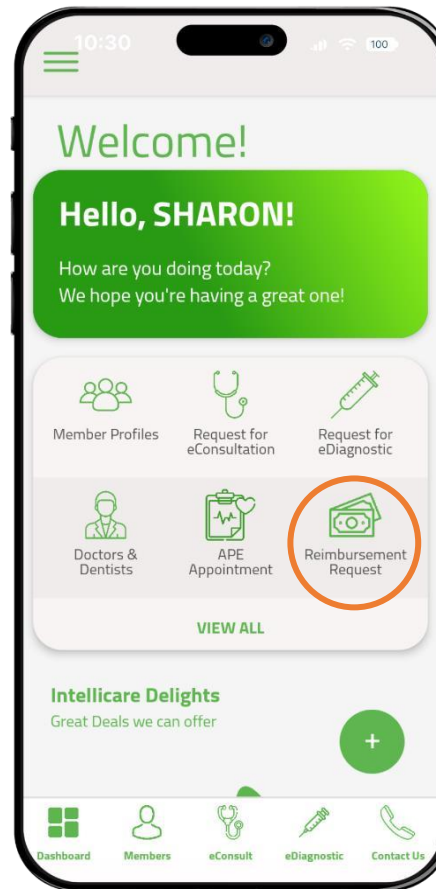 10:30
100
Welcome!
Hello, SHARON!
How are you doing today?
We hope you're having a great one!
Member Profiles
Request for
eConsultation
Request for
eDiagnostic
Doctors &
Dentists
APE
Appointment
Reimbursement
Request
VIEW ALL
Intellicare Delights
Great Deals we can offer
+
Dashboard
Members
eConsult
eDiagnostic
Contact Us